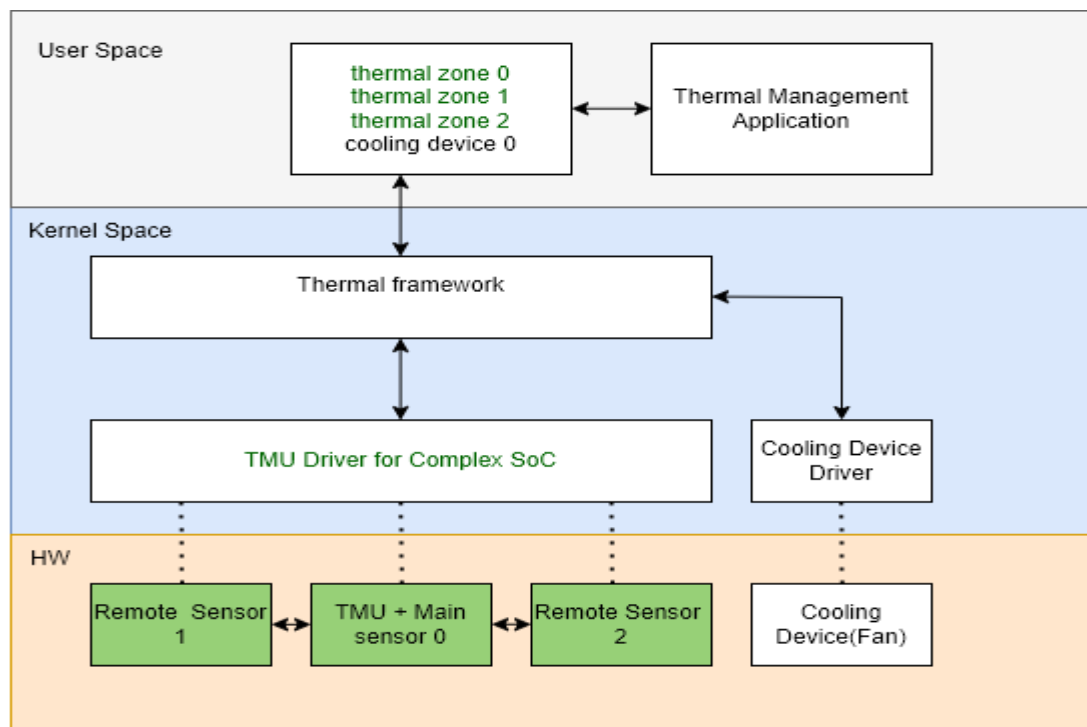 User Space
thermal zone 0
thermal zone 1
thermal zone 2
cooling device 0
Thermal Management
Application
Kernel Space
Thermal framework
TMU Driver for Complex SoC
Cooling Device
Driver
HW
Remote Sensor
1
TMU + Main
sensor 0
Remote Sensor
2
Cooling
Device(Fan)